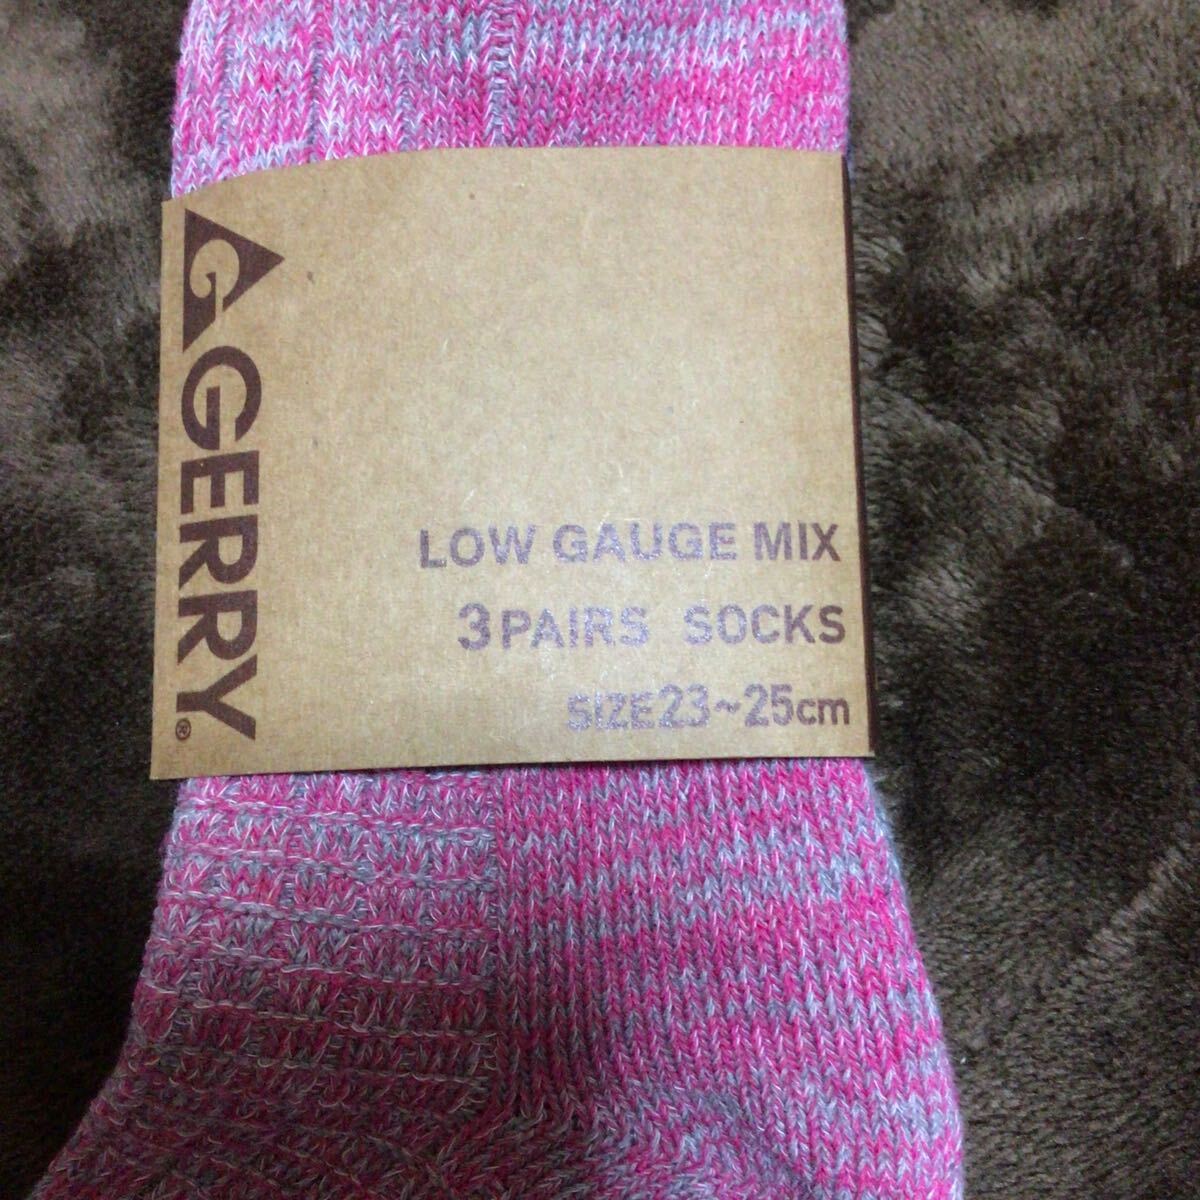 G GERRY®
LOW GAUGE MIX
3PAIRS SOCKS
SIZE23~25cm